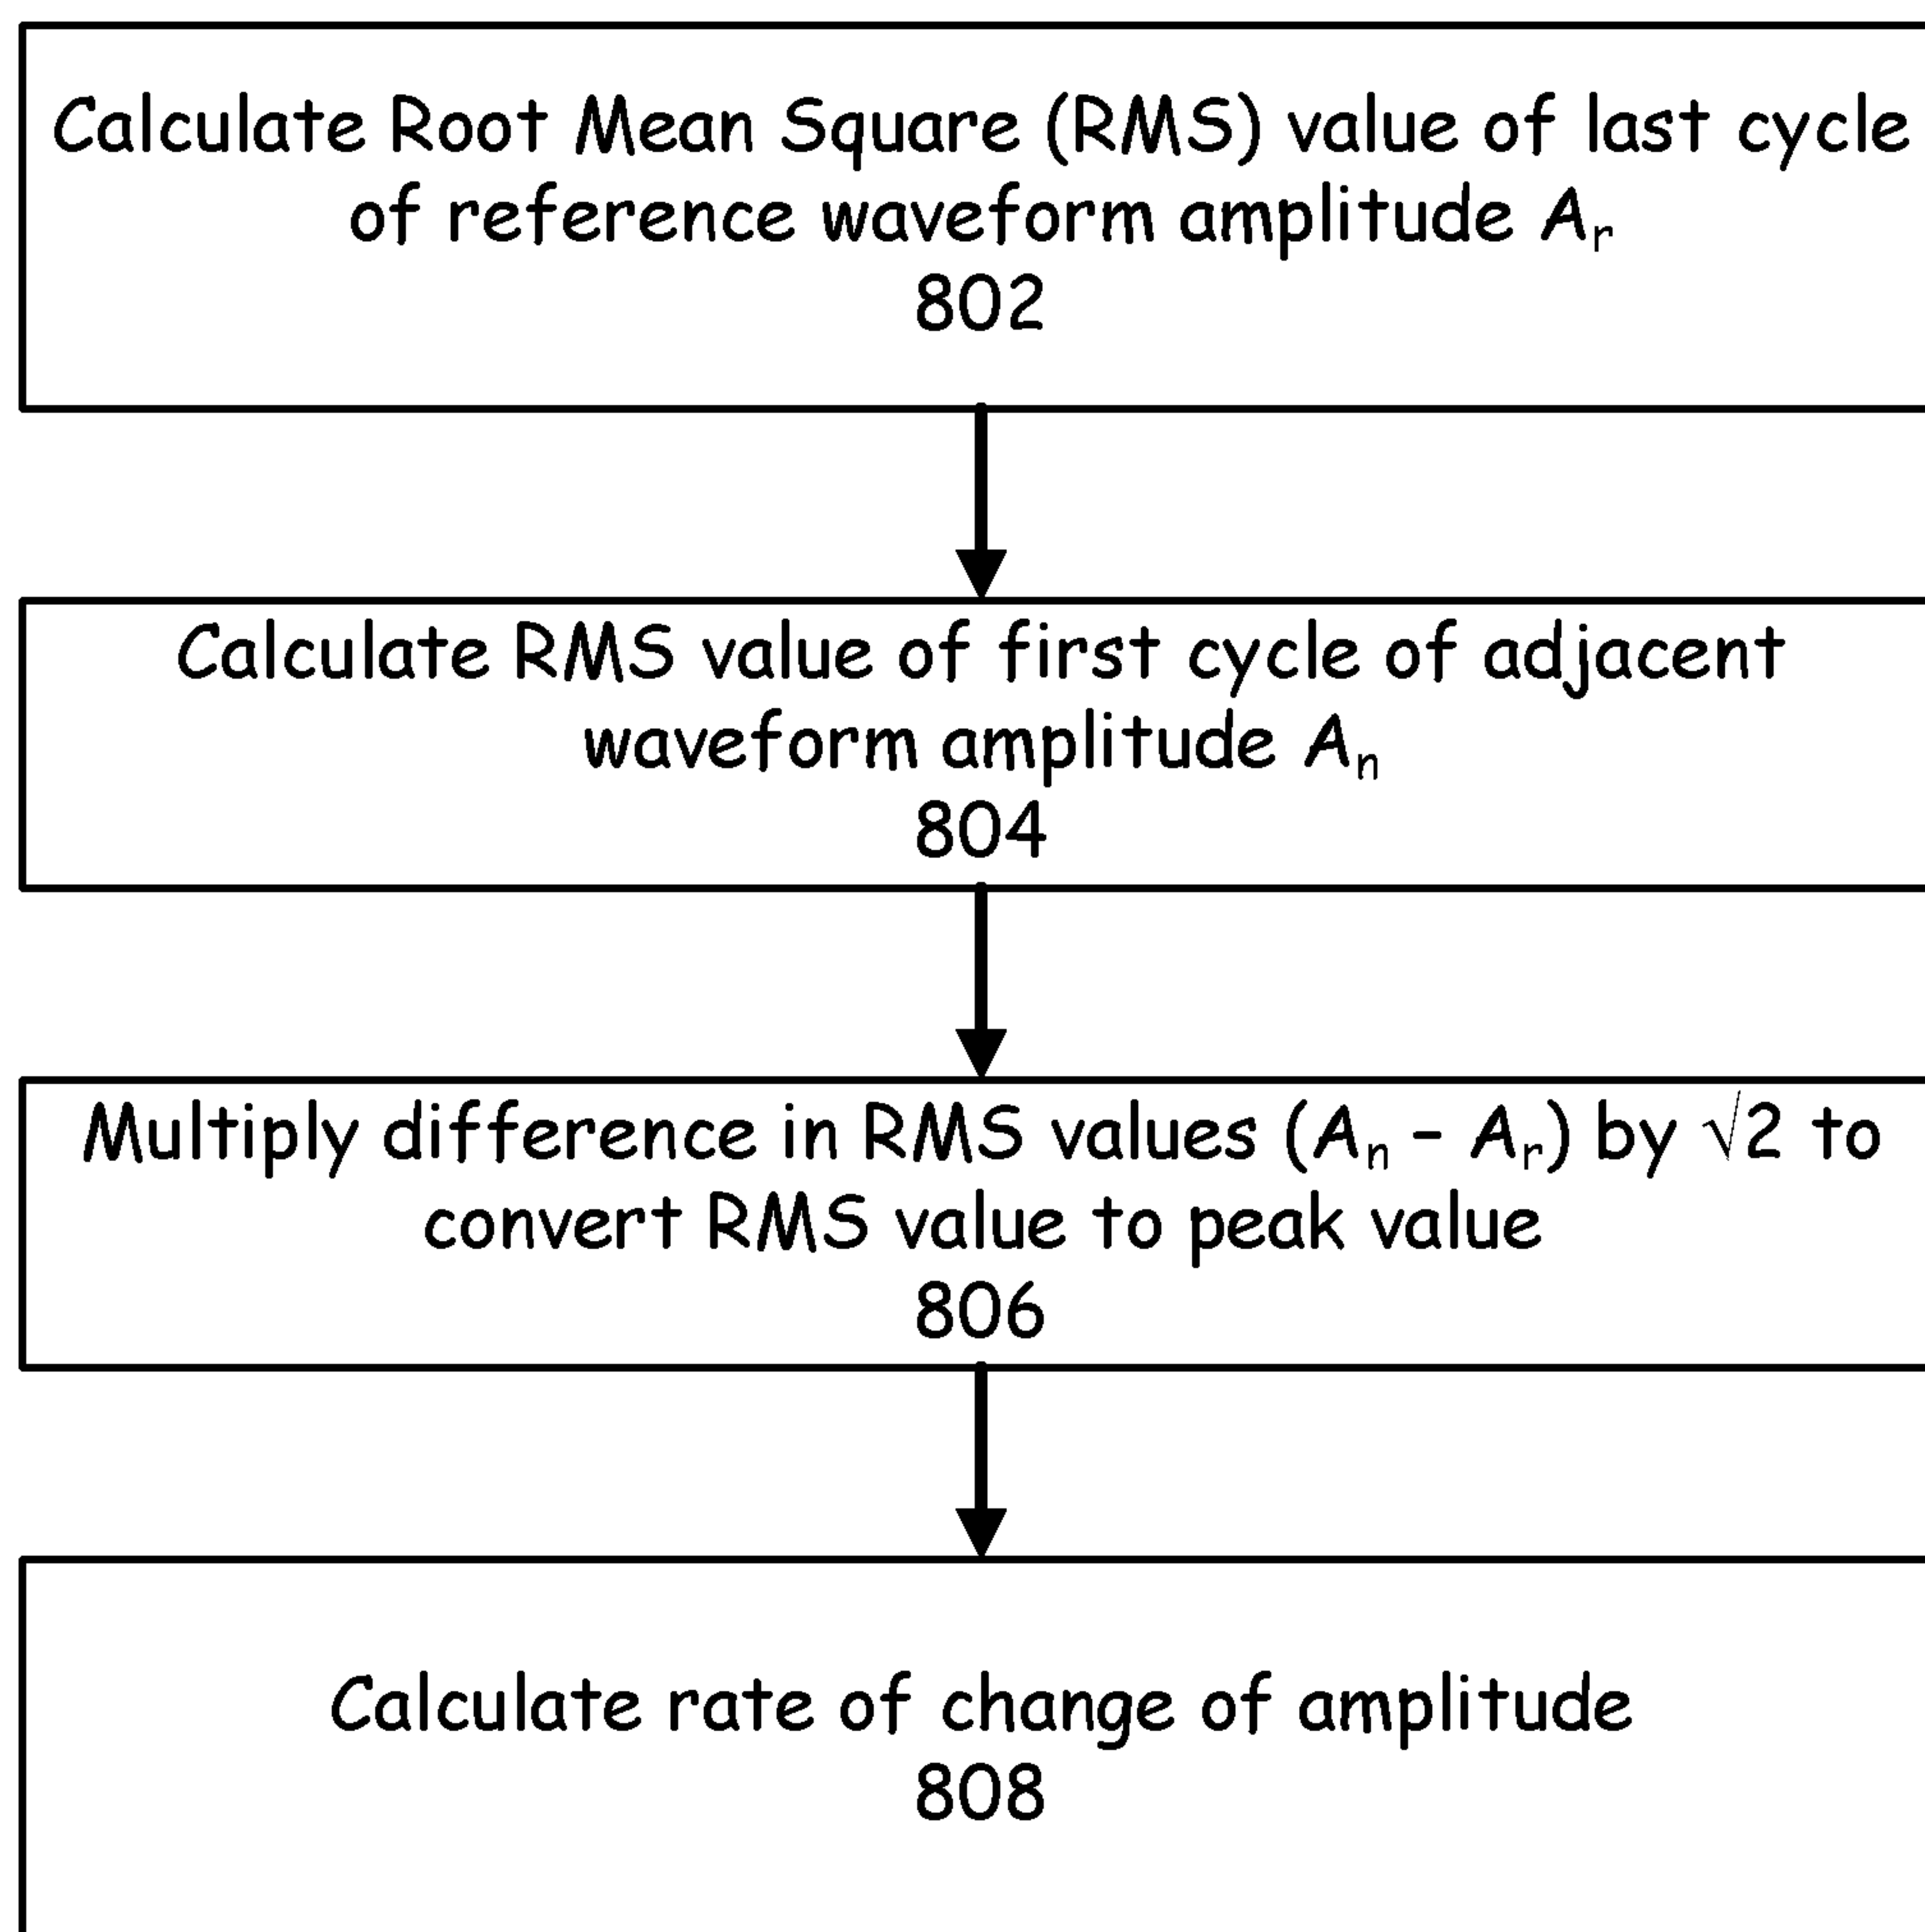 Calculate Root Mean Square (RMS) value of last cycle
of reference waveform amplitude Aᵣ
802
Calculate RMS value of first cycle of adjacent
waveform amplitude Aₙ
804
Multiply difference in RMS values (Aₙ - Aᵣ) by √2 to
convert RMS value to peak value
806
Calculate rate of change of amplitude
808